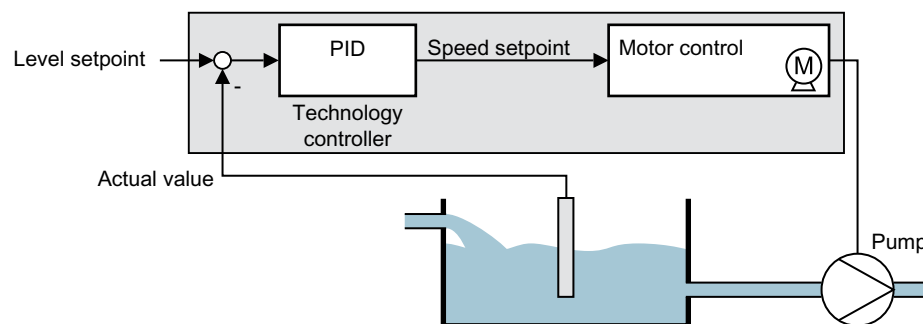 PID
Level setpoint
Speed setpoint
Motor control
M
-
Technology
controller
Actual value
Pump